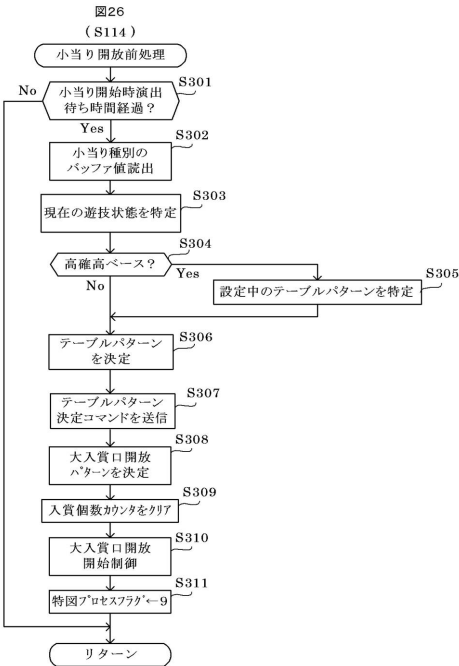 図26
(S114)
小当り開放前処理
S301
No
小当り開始時演出
待ち時間経過?
Yes
S302
小当り種別の
バッファ値読出
S303
現在の遊技状態を特定
S304
高確高ベース?
Yes
No
S305
設定中のテーブルパターンを特定
S306
テーブルパターン
を決定
S307
テーブルパターン
決定コマンドを送信
S308
大入賞口開放
パターンを決定
S309
入賞個数カウンタをクリア
S310
大入賞口開放
開始制御
S311
特図プロセスフラグ←9
リターン